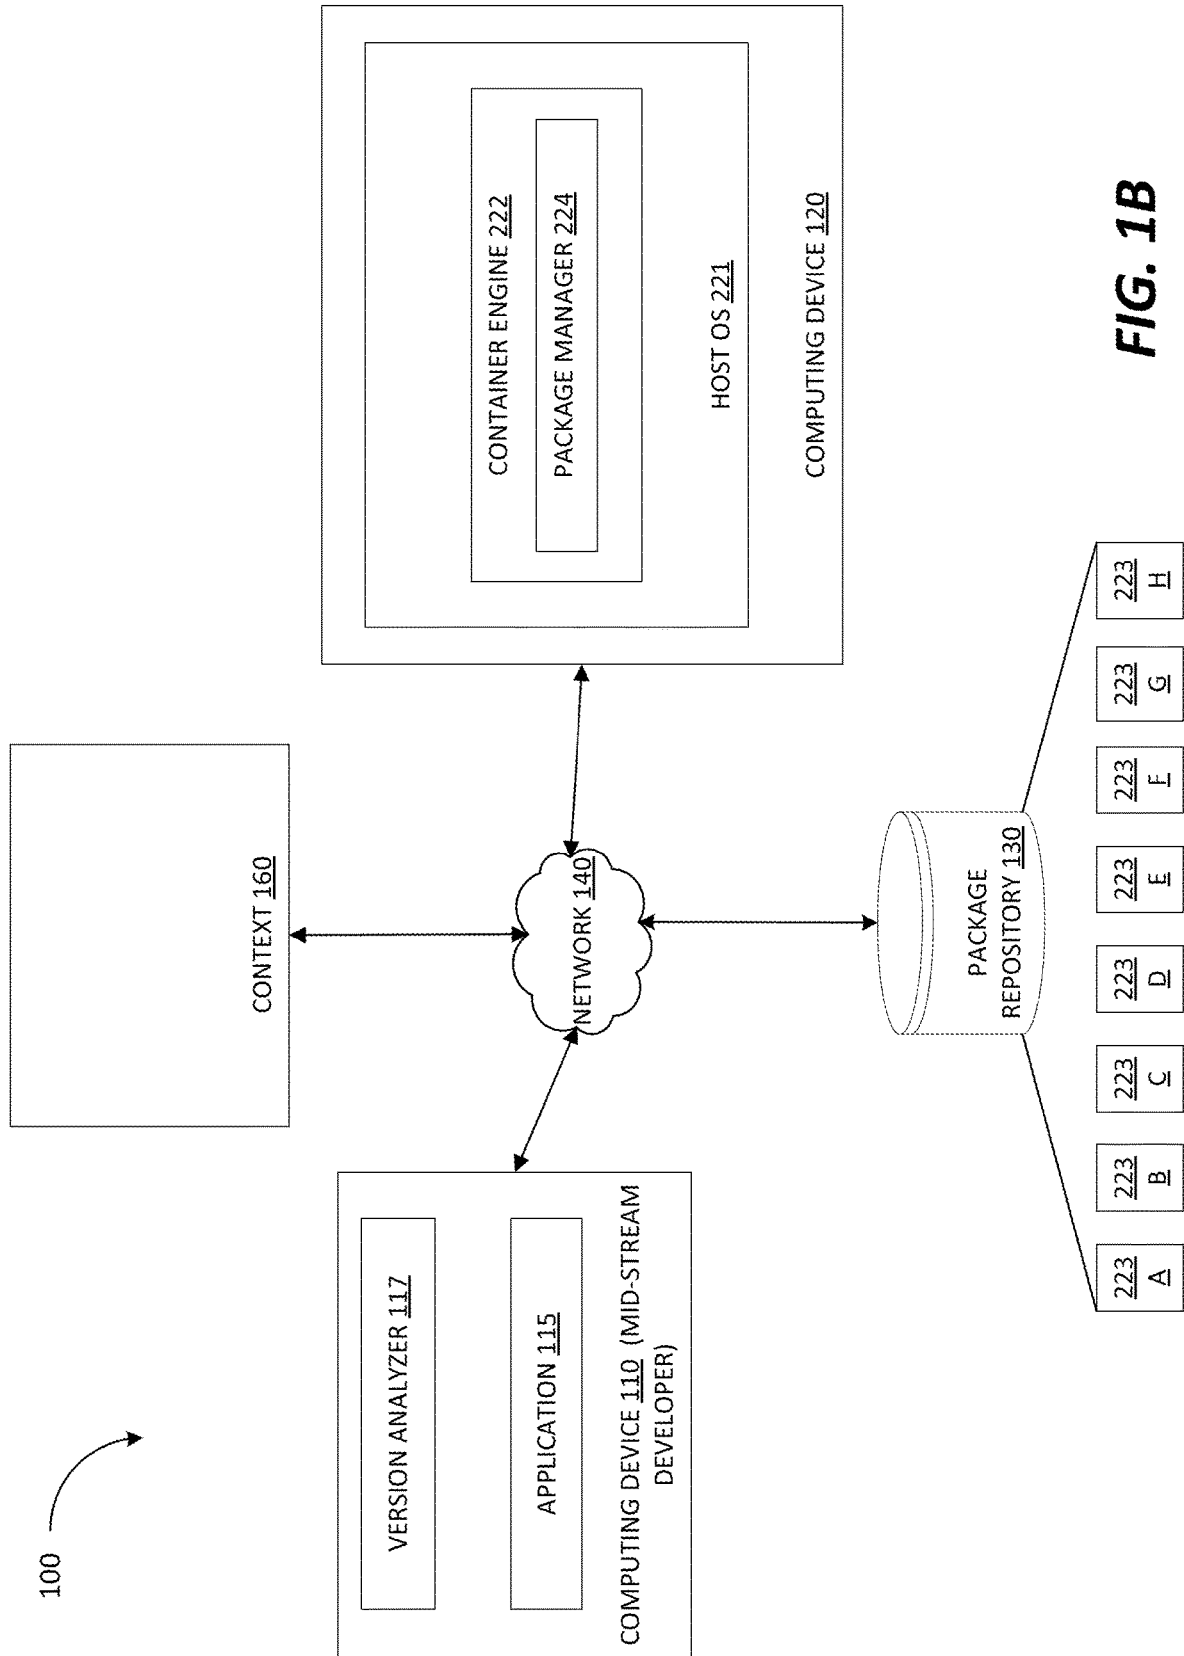 100
CONTEXT 160
VERSION ANALYZER 117
APPLICATION 115
COMPUTING DEVICE 110 (MID-STREAM
DEVELOPER)
NETWORK 140
CONTAINER ENGINE 222
PACKAGE MANAGER 224
HOST OS 221
COMPUTING DEVICE 120
PACKAGE
REPOSITORY 130
223
A
223
B
223
C
223
D
223
E
223
F
223
G
223
H
FIG. 1B